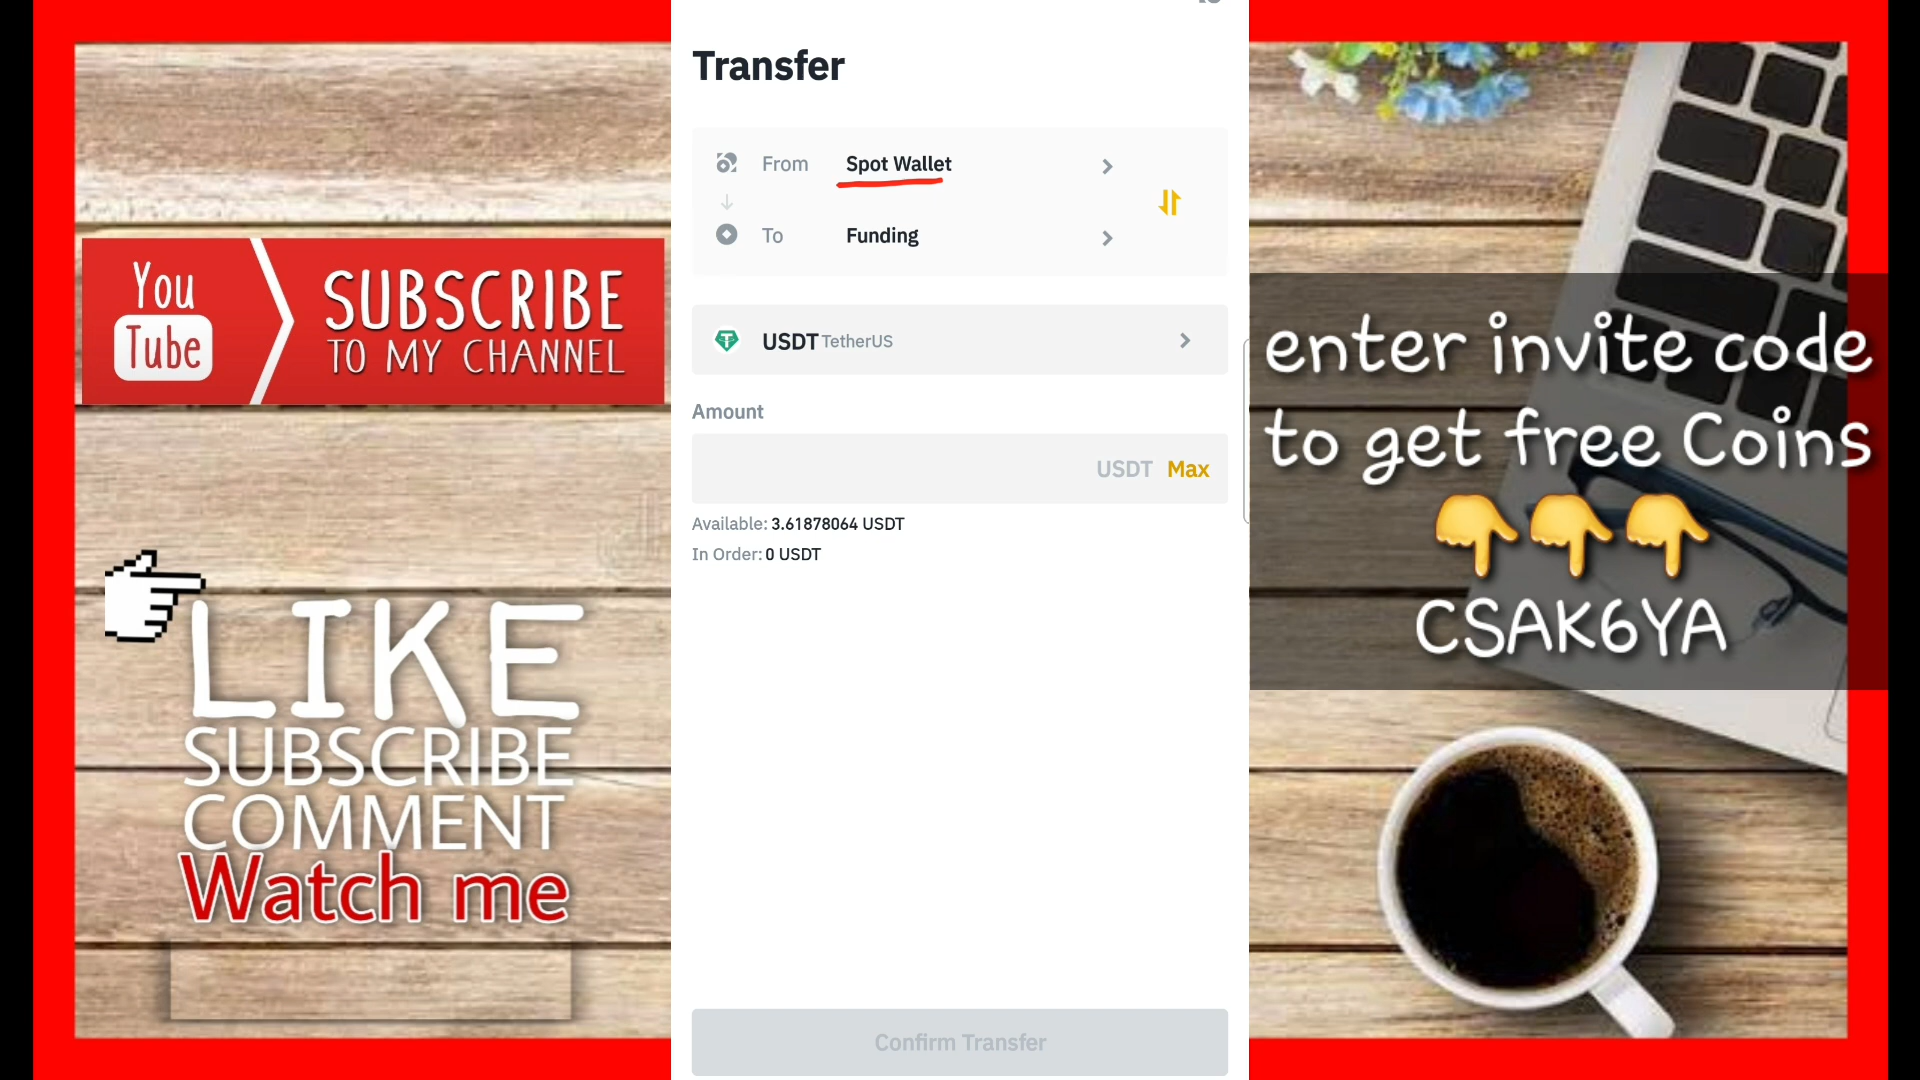 You
Tube
SUBSCRIBE
TO MY CHANNEL
LIKE
SUBSCRIBE
COMMENT
Watch me
Transfer
From Spot Wallet
To Funding
USDT TetherUS
Amount
USDT Max
Available: 3.61878064 USDT
In Order: 0 USDT
Confirm Transfer
enter invite code
to get free Coins
👇👇👇
CSAK6YA